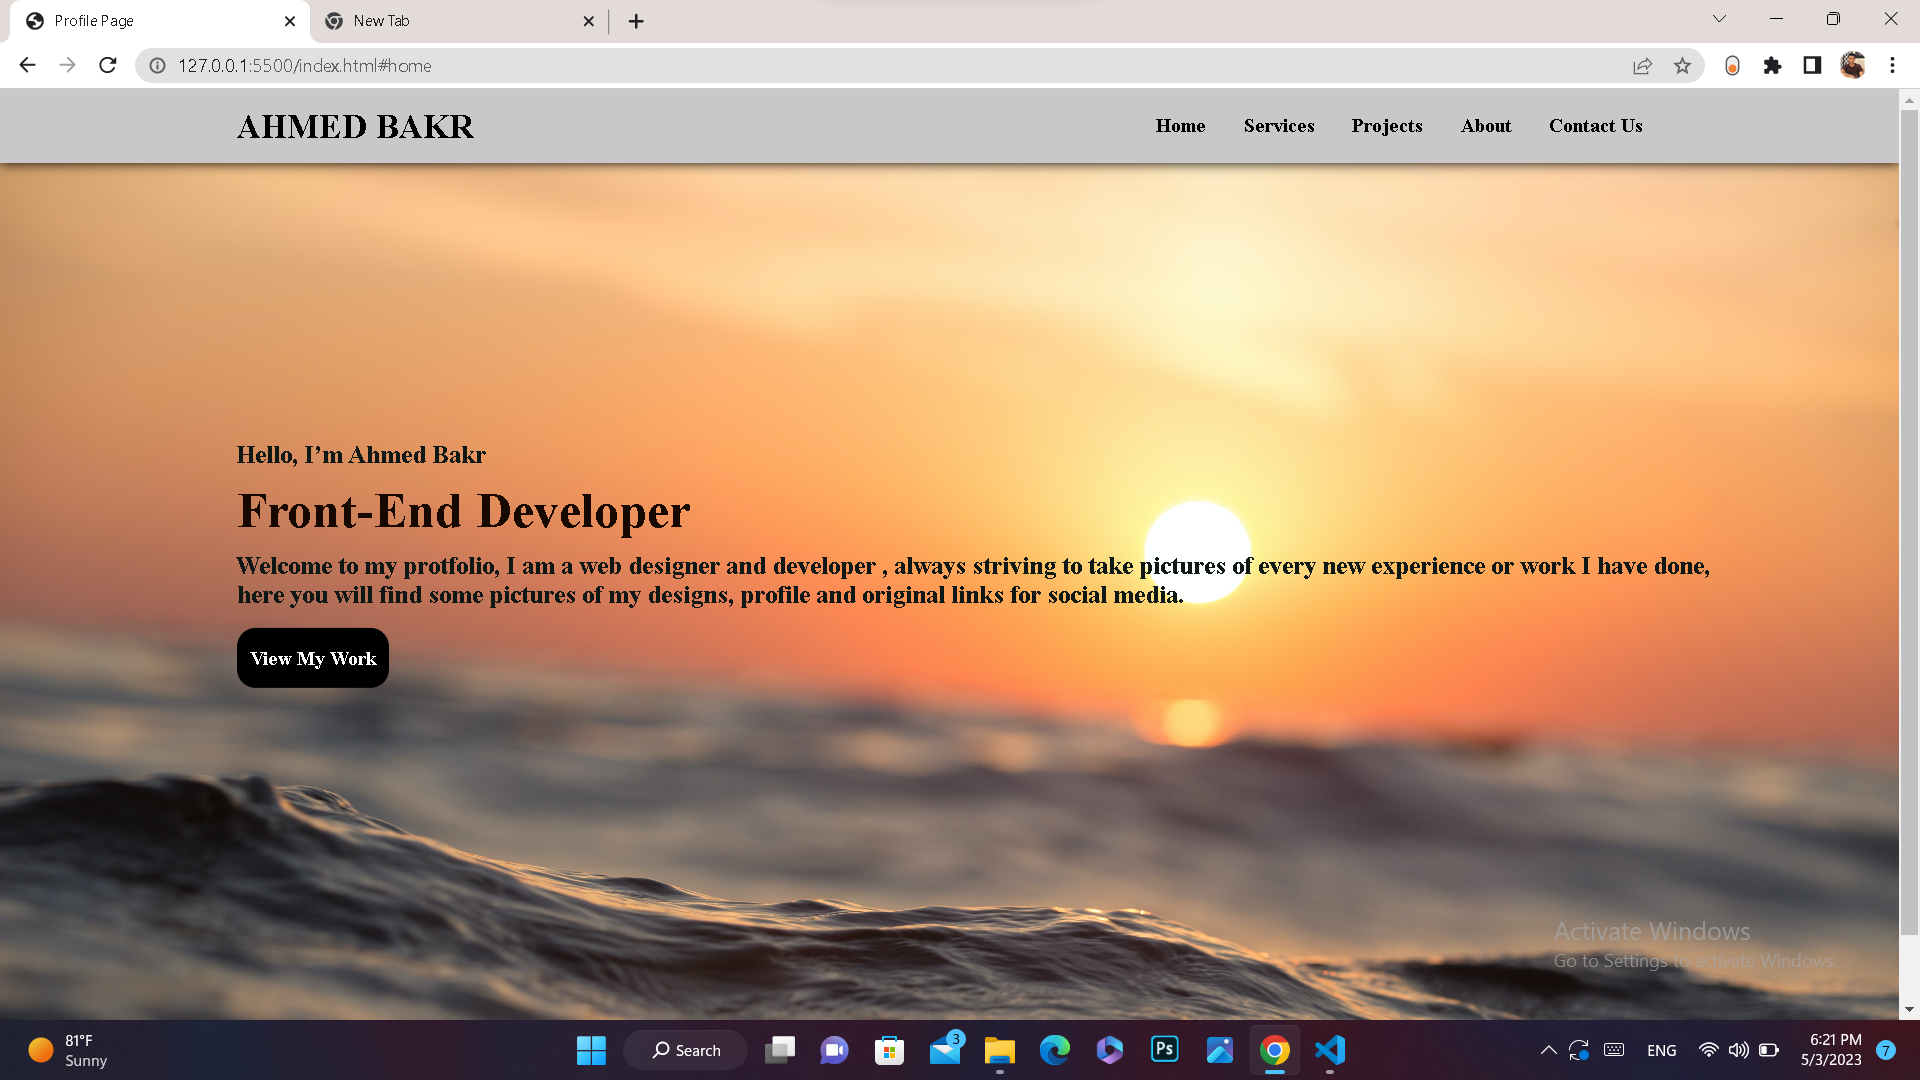 Profile Page
New Tab
127.0.0.1:5500/index.html#home
AHMED BAKR
Home
Services
Projects
About
Contact Us
Hello, I’m Ahmed Bakr
Front-End Developer
Welcome to my protfolio, I am a web designer and developer , always striving to take pictures of every new experience or work I have done,
here you will find some pictures of my designs, profile and original links for social media.
View My Work
Activate Windows
Go to Settings to activate Windows.
81°F
Sunny
Search
3
Ps
ENG
6:21 PM
5/3/2023
7